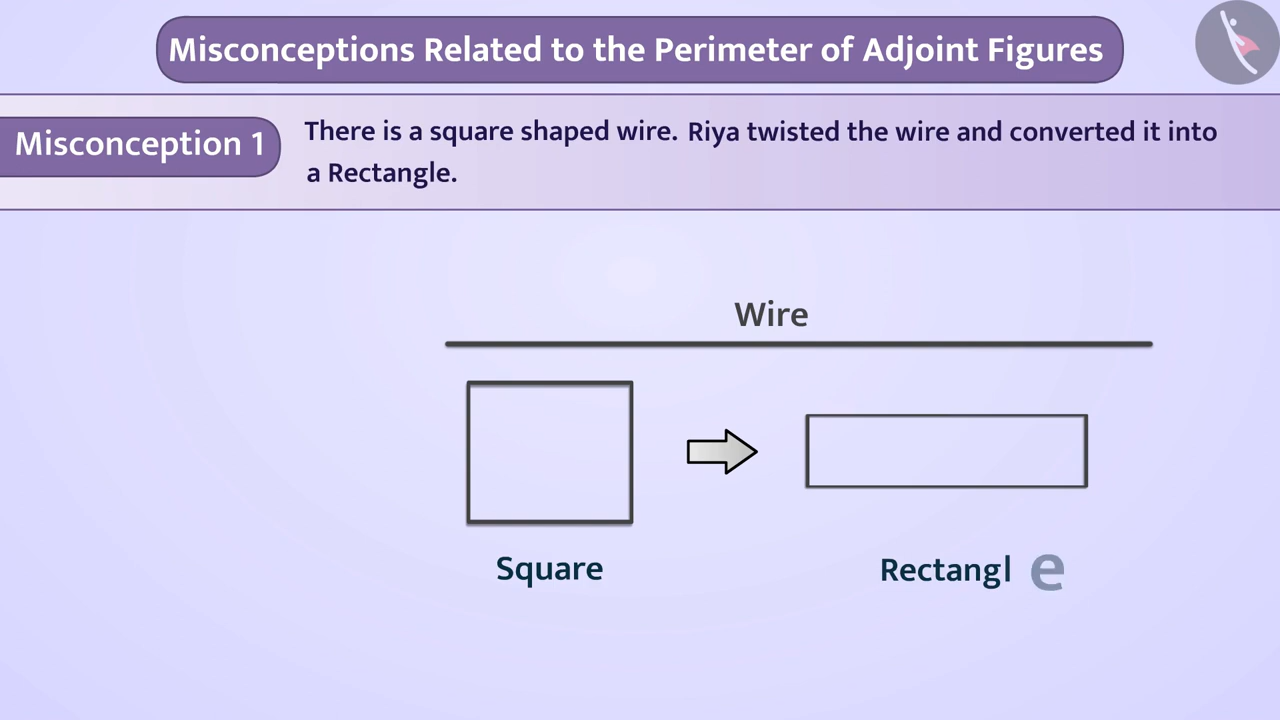 Misconceptions Related to the Perimeter of Adjoint Figures
Misconception 1
There is a square shaped wire. Riya twisted the wire and converted it into
a Rectangle.
Wire
Square
Rectangl e